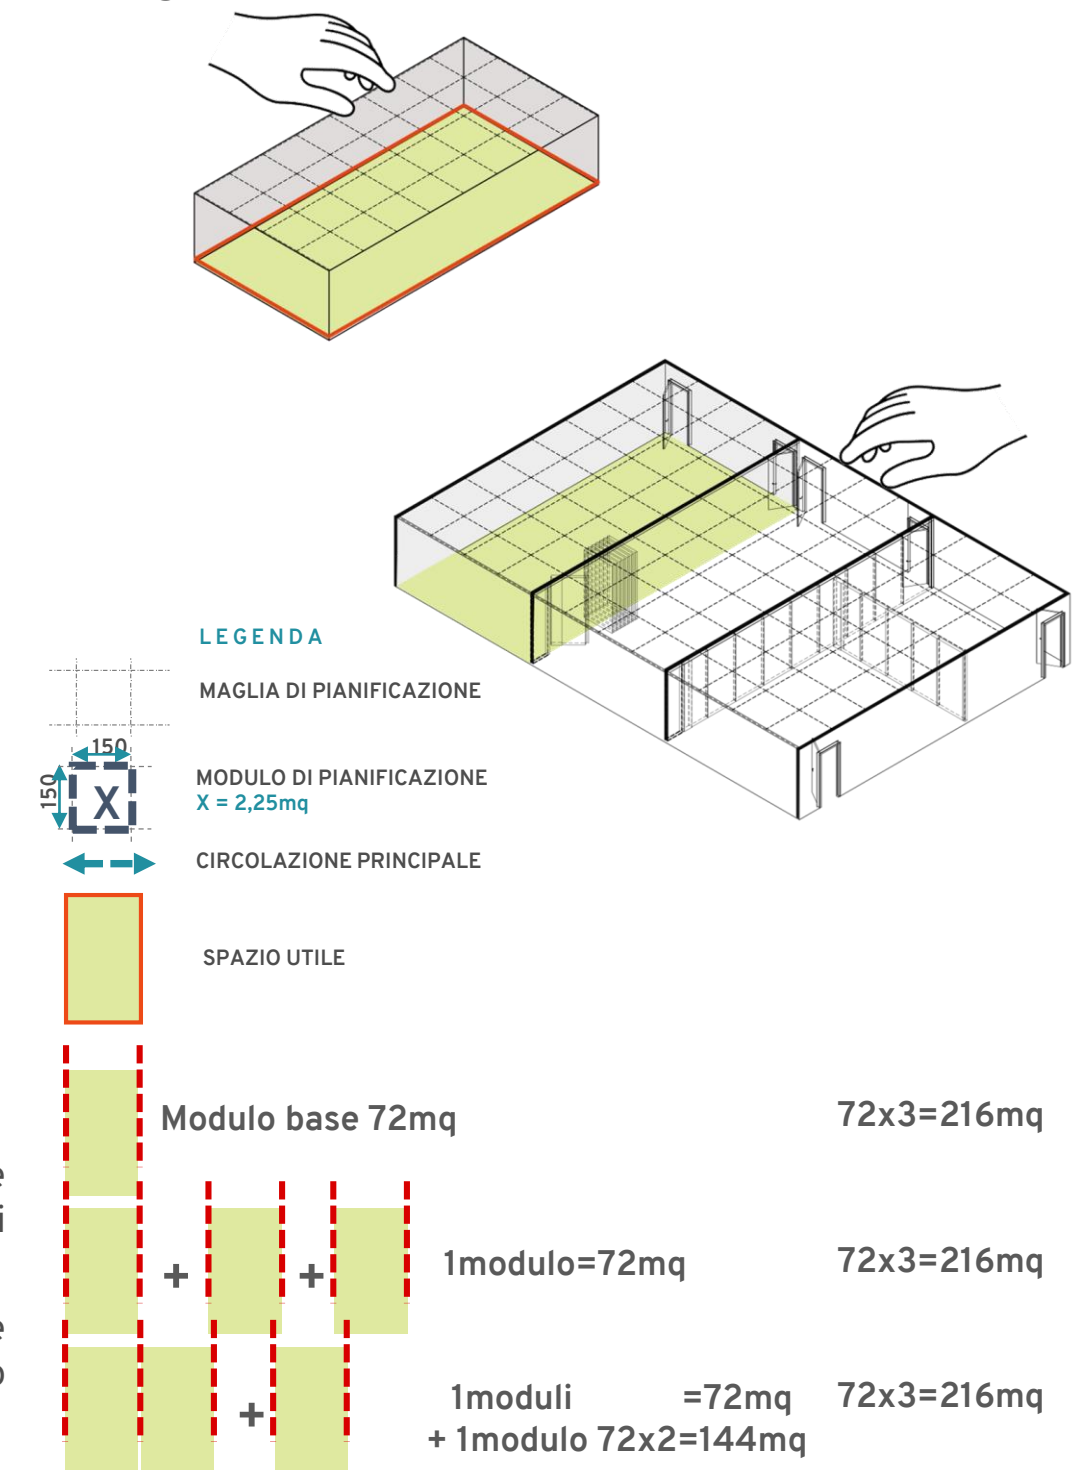 LEGENDA
MAGLIA DI PIANIFICAZIONE
150
150
X
MODULO DI PIANIFICAZIONE
X = 2,25mq
CIRCOLAZIONE PRINCIPALE
SPAZIO UTILE
Modulo base 72mq 72x3=216mq
+ + 1modulo=72mq 72x3=216mq
+ 1moduli =72mq 72x3=216mq
+ 1modulo 72x2=144mq